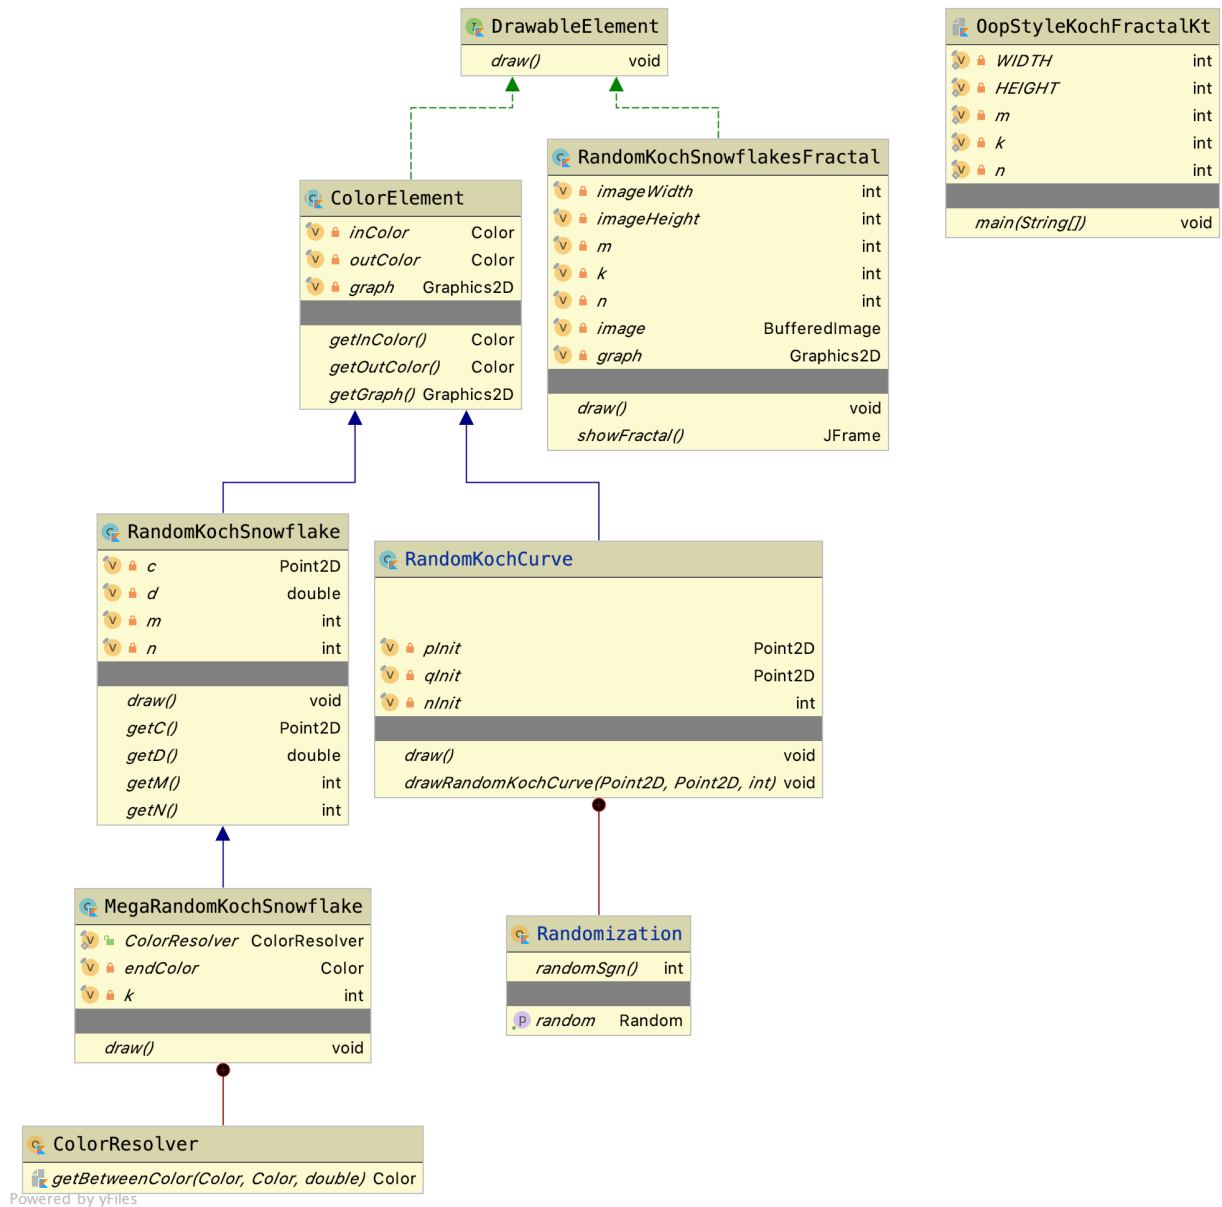 DrawableElement
draw() void
OopStyleKochFractalKt
WIDTH int
HEIGHT int
m int
k int
n int
main(String[]) void
RandomKochSnowflakesFractal
imageWidth int
imageHeight int
m int
k int
n int
image BufferedImage
graph Graphics2D
draw() void
showFractal() JFrame
ColorElement
inColor Color
outColor Color
graph Graphics2D
getInColor() Color
getOutColor() Color
getGraph() Graphics2D
RandomKochSnowflake
c Point2D
d double
m int
n int
draw() void
getC() Point2D
getD() double
getM() int
getN() int
RandomKochCurve
pInit Point2D
qInit Point2D
nInit int
draw() void
drawRandomKochCurve(Point2D, Point2D, int) void
MegaRandomKochSnowflake
ColorResolver ColorResolver
endColor Color
k int
draw() void
Randomization
randomSgn() int
random Random
ColorResolver
getBetweenColor(Color, Color, double) Color
Powered by yFiles